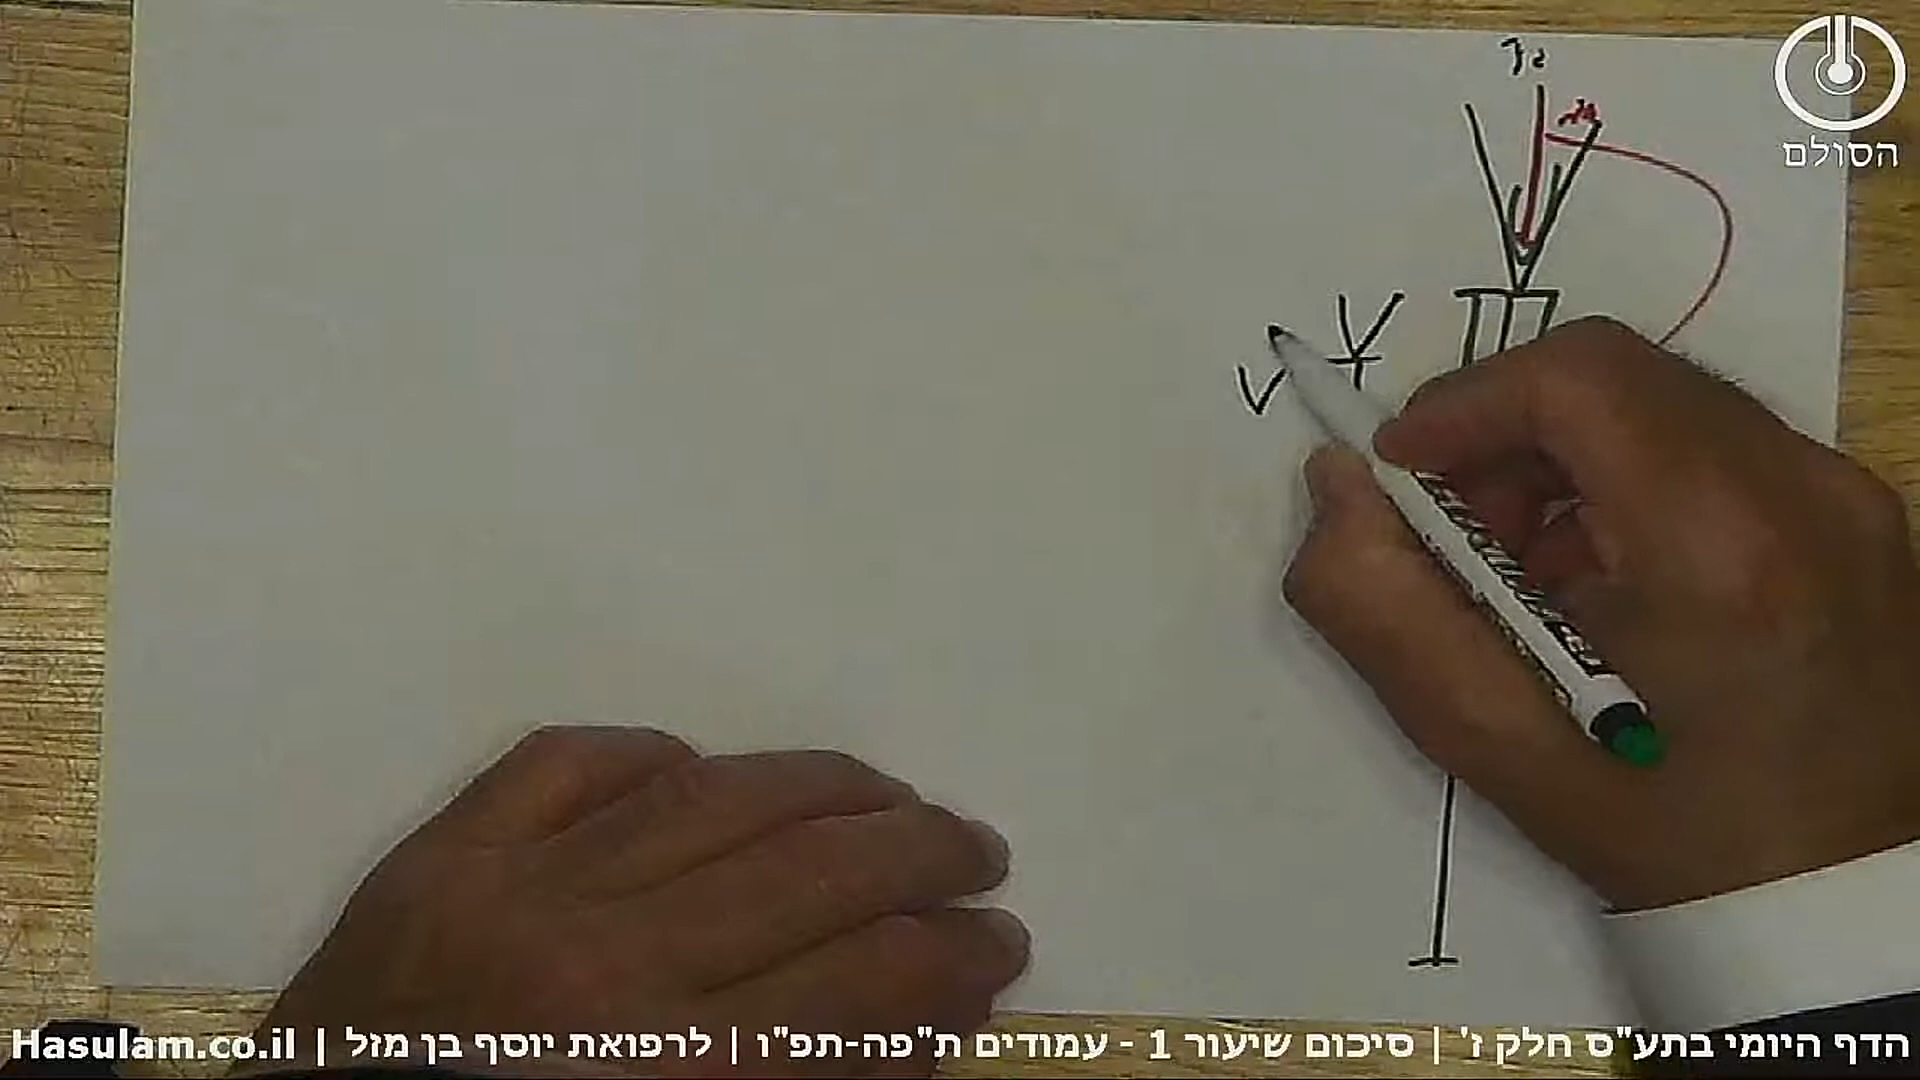 הסולם
הדף היומי בתע"ס חלק ז' | סיכום שיעור 1 - עמודים ת"פה-תפ"ו | לרפואת יוסף בן מזל | Hasulam.co.il